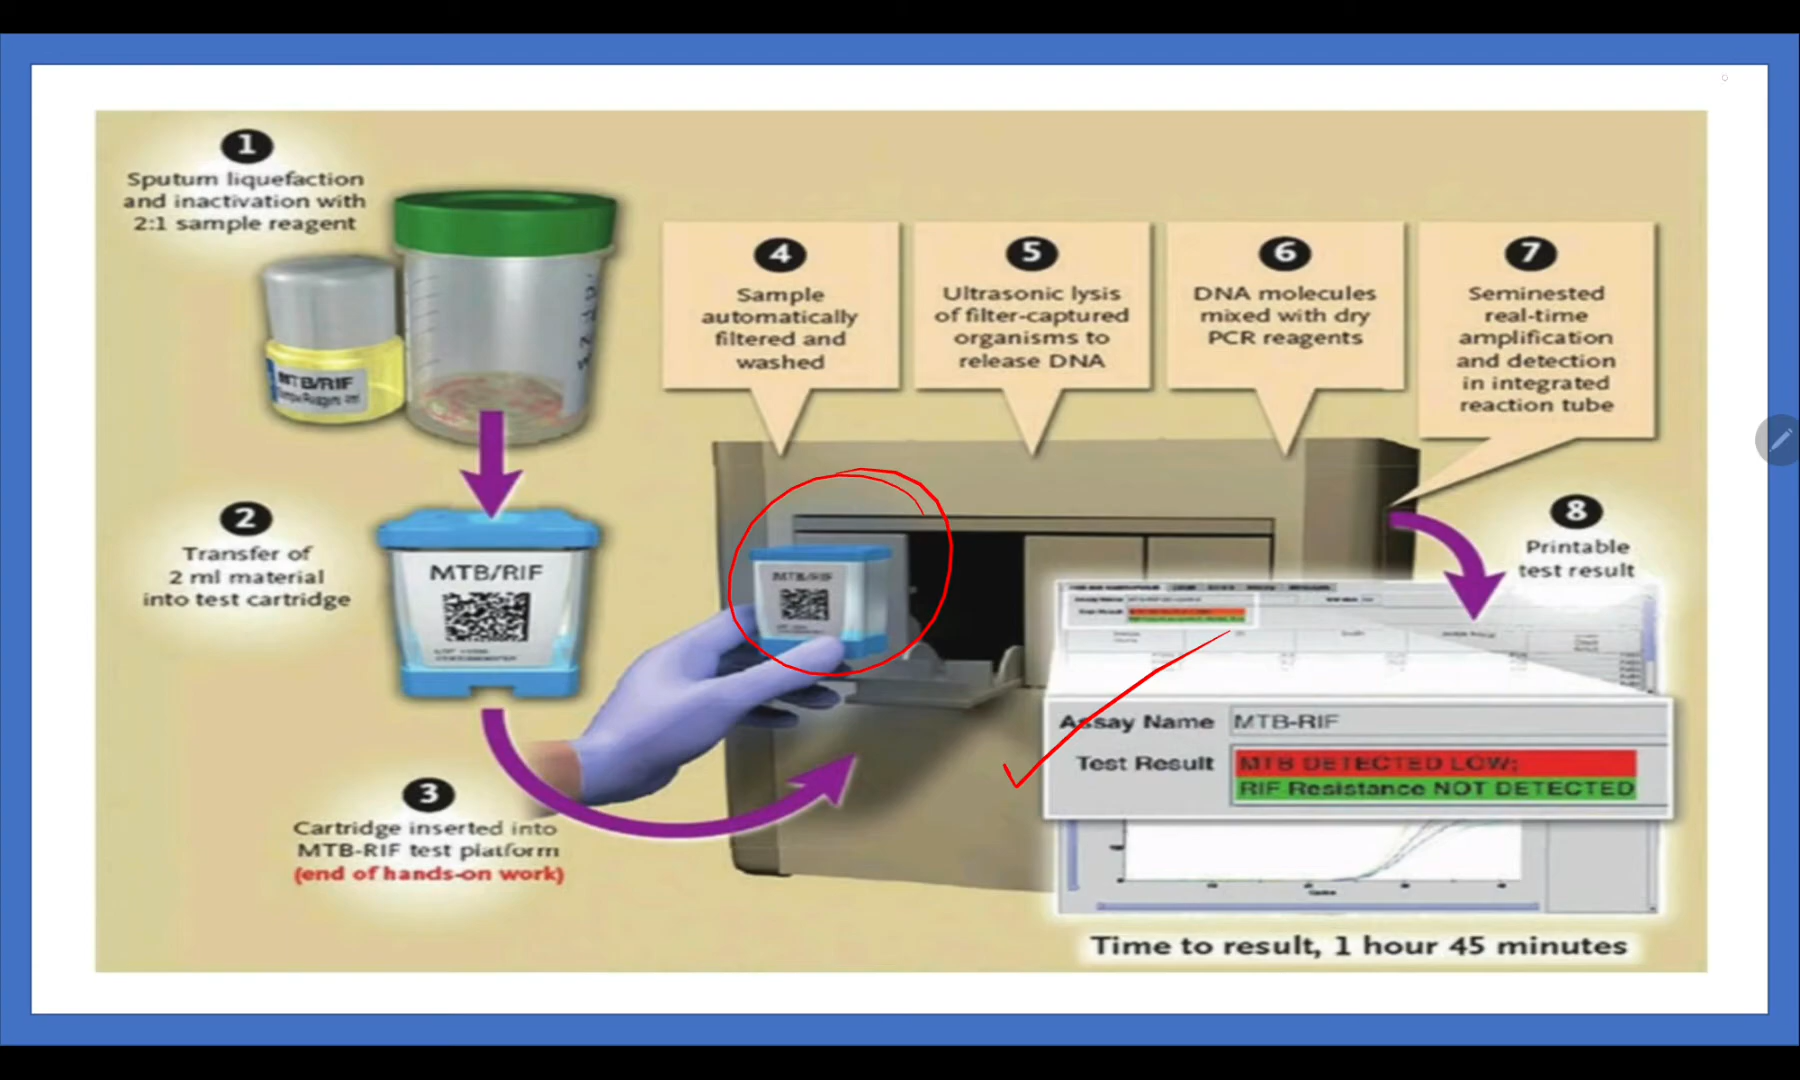 1
Sputum liquefaction
and inactivation with
2:1 sample reagent
MTB/RIF
2
Transfer of
2 ml material
into test cartridge
MTB/RIF
3
Cartridge inserted into
MTB-RIF test platform
(end of hands-on work)
4
Sample
automatically
filtered and
washed
5
Ultrasonic lysis
of filter-captured
organisms to
release DNA
6
DNA molecules
mixed with dry
PCR reagents
7
Seminested
real-time
amplification
and detection
in integrated
reaction tube
MTB/RIF
8
Printable
test result
Assay Name MTB-RIF
Test Result MTB DETECTED LOW;
RIF Resistance NOT DETECTED
Time to result, 1 hour 45 minutes